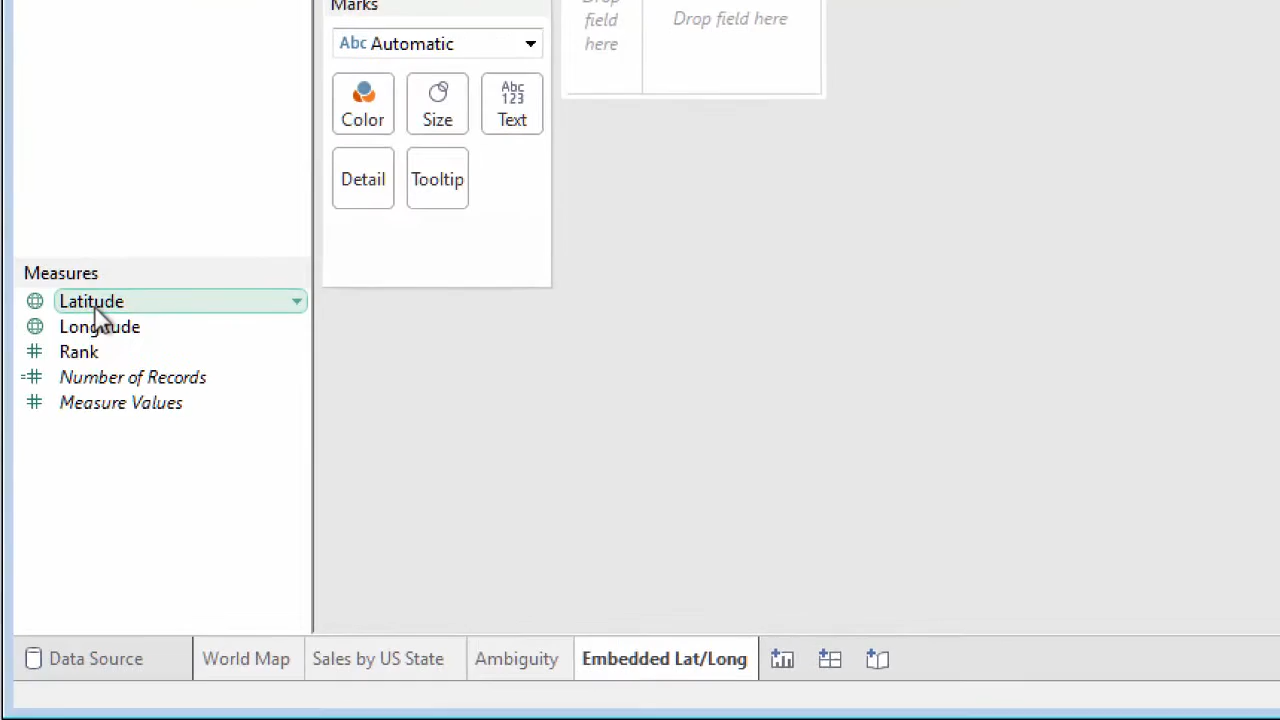 Marks
Drop
field
here
Drop field here
Abc Automatic
Color
Size
Abc
123
Text
Detail
Tooltip
Measures
Latitude
Longitude
Rank
Number of Records
Measure Values
Data Source
World Map
Sales by US State
Ambiguity
Embedded Lat/Long